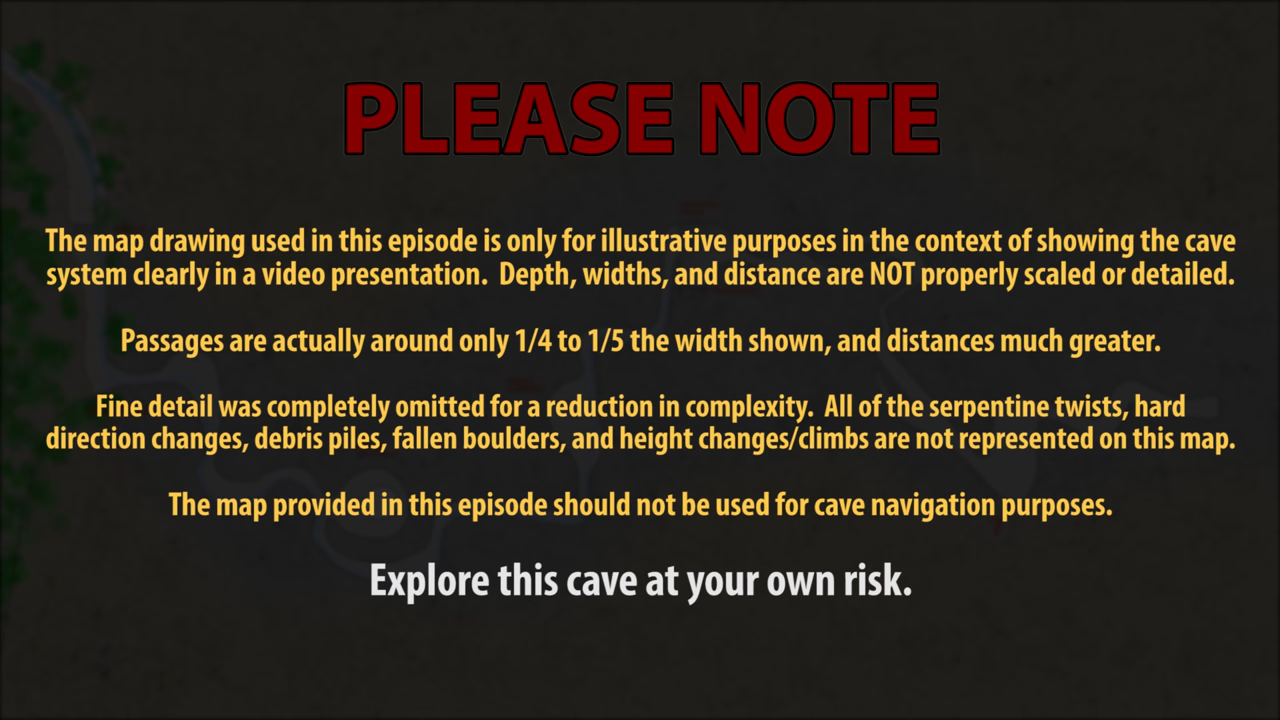 PLEASE NOTE
The map drawing used in this episode is only for illustrative purposes in the context of showing the cave
system clearly in a video presentation.  Depth, widths, and distance are NOT properly scaled or detailed.
Passages are actually around only 1/4 to 1/5 the width shown, and distances much greater.
Fine detail was completely omitted for a reduction in complexity.  All of the serpentine twists, hard
direction changes, debris piles, fallen boulders, and height changes/climbs are not represented on this map.
The map provided in this episode should not be used for cave navigation purposes.
Explore this cave at your own risk.